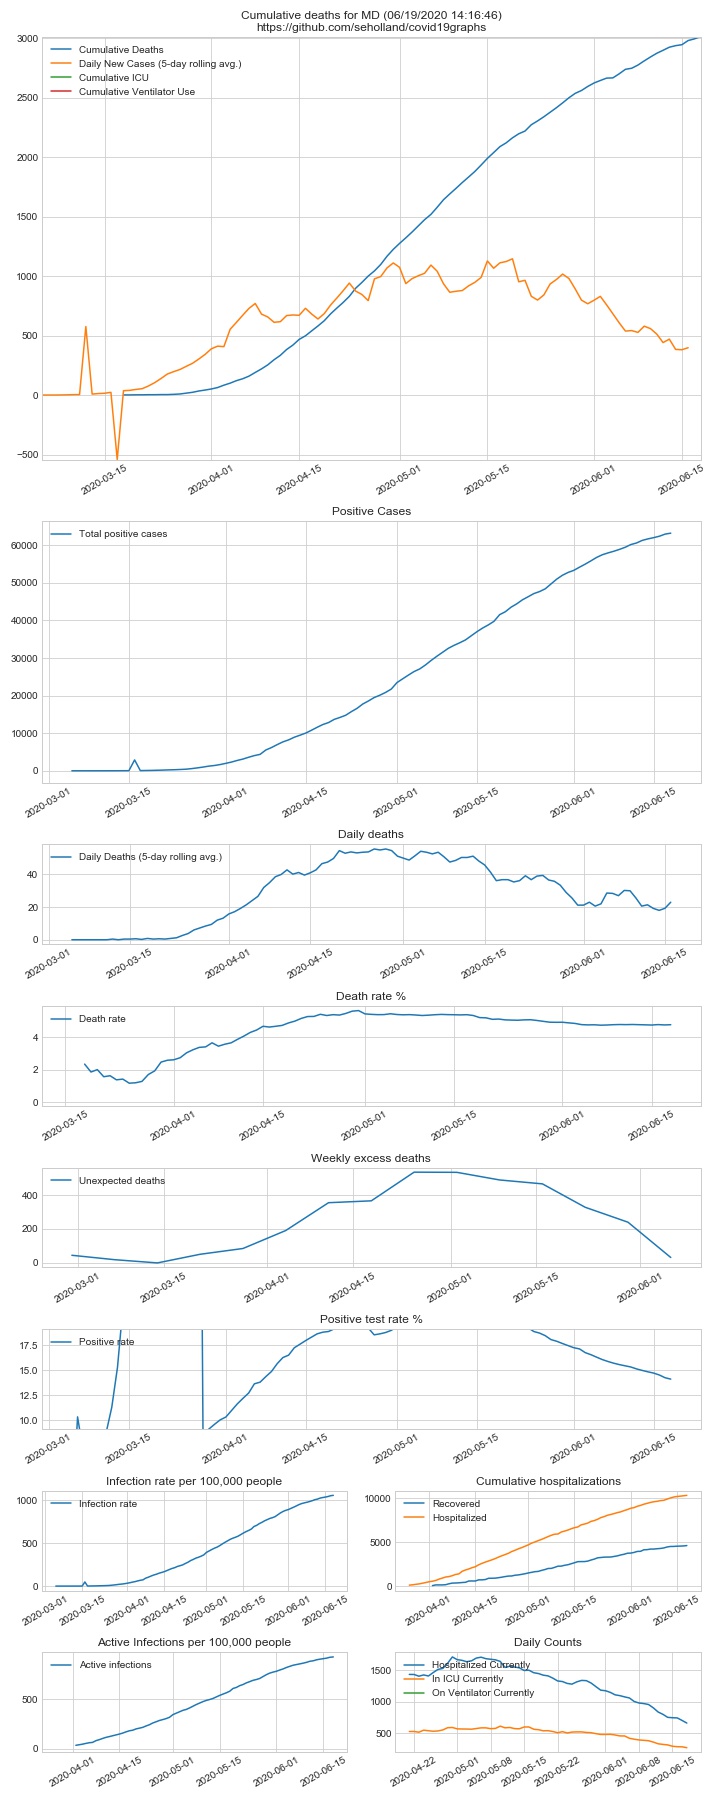 Cumulative deaths for MD (06/19/2020 14:16:46)
https://github.com/seholland/covid19graphs
Cumulative Deaths
Daily New Cases (5-day rolling avg.)
Cumulative ICU
Cumulative Ventilator Use
3000
2500
2000
1500
1000
500
0
−500
2020-03-15 2020-04-01 2020-04-15 2020-05-01 2020-05-15 2020-06-01 2020-06-15
Positive Cases
Total positive cases
60000
50000
40000
30000
20000
10000
0
2020-03-01 2020-03-15 2020-04-01 2020-04-15 2020-05-01 2020-05-15 2020-06-01 2020-06-15
Daily deaths
Daily Deaths (5-day rolling avg.)
40
20
0
2020-03-01 2020-03-15 2020-04-01 2020-04-15 2020-05-01 2020-05-15 2020-06-01 2020-06-15
Death rate %
Death rate
4
2
0
2020-03-15 2020-04-01 2020-04-15 2020-05-01 2020-05-15 2020-06-01 2020-06-15
Weekly excess deaths
Unexpected deaths
400
200
0
2020-03-01 2020-03-15 2020-04-01 2020-04-15 2020-05-01 2020-05-15 2020-06-01
Positive test rate %
Positive rate
17.5
15.0
12.5
10.0
2020-03-01 2020-03-15 2020-04-01 2020-04-15 2020-05-01 2020-05-15 2020-06-01 2020-06-15
Infection rate per 100,000 people
Infection rate
1000
500
0
2020-03-01 2020-03-15 2020-04-01 2020-04-15 2020-05-01 2020-05-15 2020-06-01 2020-06-15
Cumulative hospitalizations
Recovered
Hospitalized
10000
5000
0
2020-04-01 2020-04-15 2020-05-01 2020-05-15 2020-06-01 2020-06-15
Active Infections per 100,000 people
Active infections
500
0
2020-04-01 2020-04-15 2020-05-01 2020-05-15 2020-06-01 2020-06-15
Daily Counts
Hospitalized Currently
In ICU Currently
On Ventilator Currently
1500
1000
500
2020-04-22 2020-05-01 2020-05-08 2020-05-15 2020-05-22 2020-06-01 2020-06-08 2020-06-15